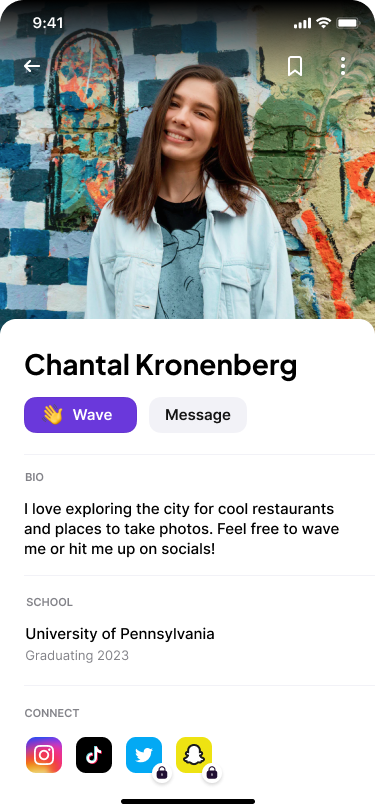 9:41
Chantal Kronenberg
👋 Wave
Message
BIO
I love exploring the city for cool restaurants
and places to take photos. Feel free to wave
me or hit me up on socials!
SCHOOL
University of Pennsylvania
Graduating 2023
CONNECT